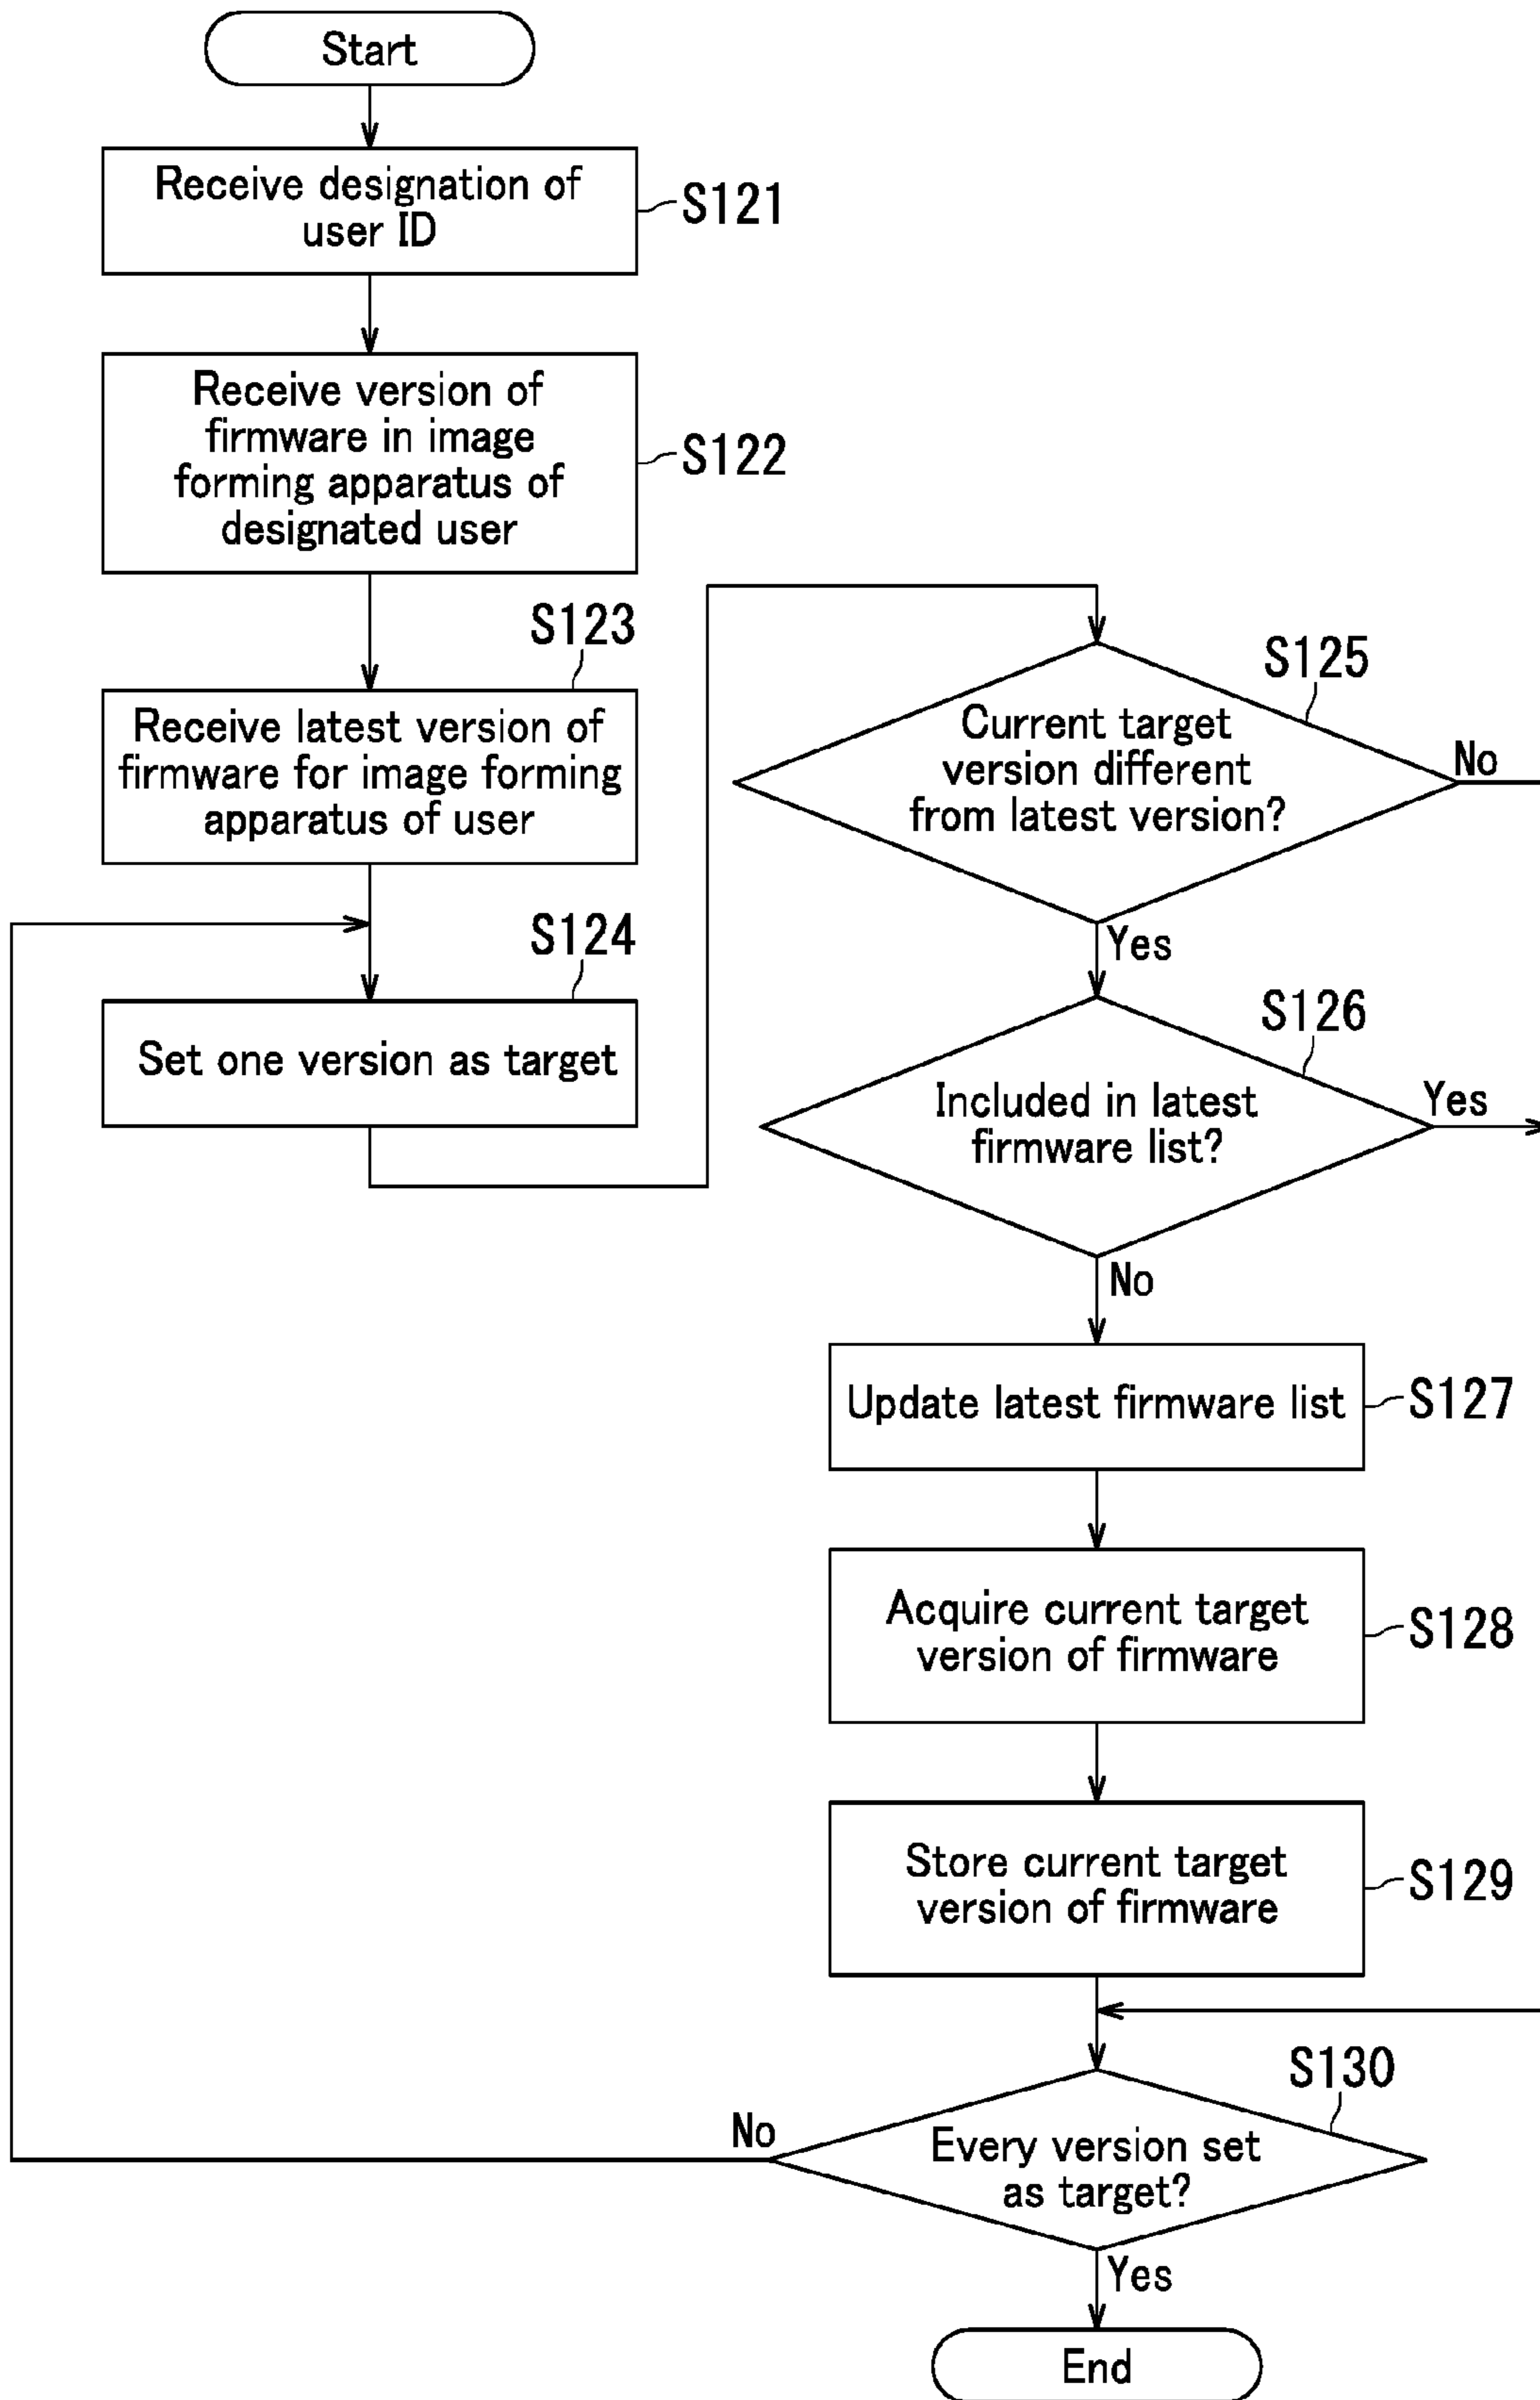 Start
Receive designation of
user ID
S121
Receive version of
firmware in image
forming apparatus of
designated user
S122
S123
Receive latest version of
firmware for image forming
apparatus of user
S124
Set one version as target
S125
Current target
version different
from latest version?
No
Yes
S126
Included in latest
firmware list?
Yes
No
Update latest firmware list
S127
Acquire current target
version of firmware
S128
Store current target
version of firmware
S129
S130
Every version set
as target?
No
Yes
End